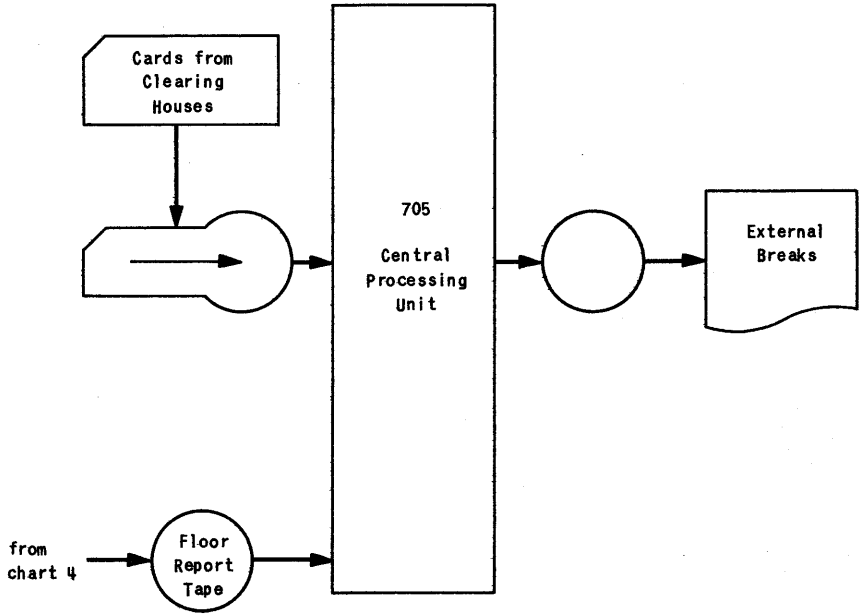 Cards from
Clearing
Houses
705
Central
Processing
Unit
External
Breaks
from
chart 4
Floor
Report
Tape